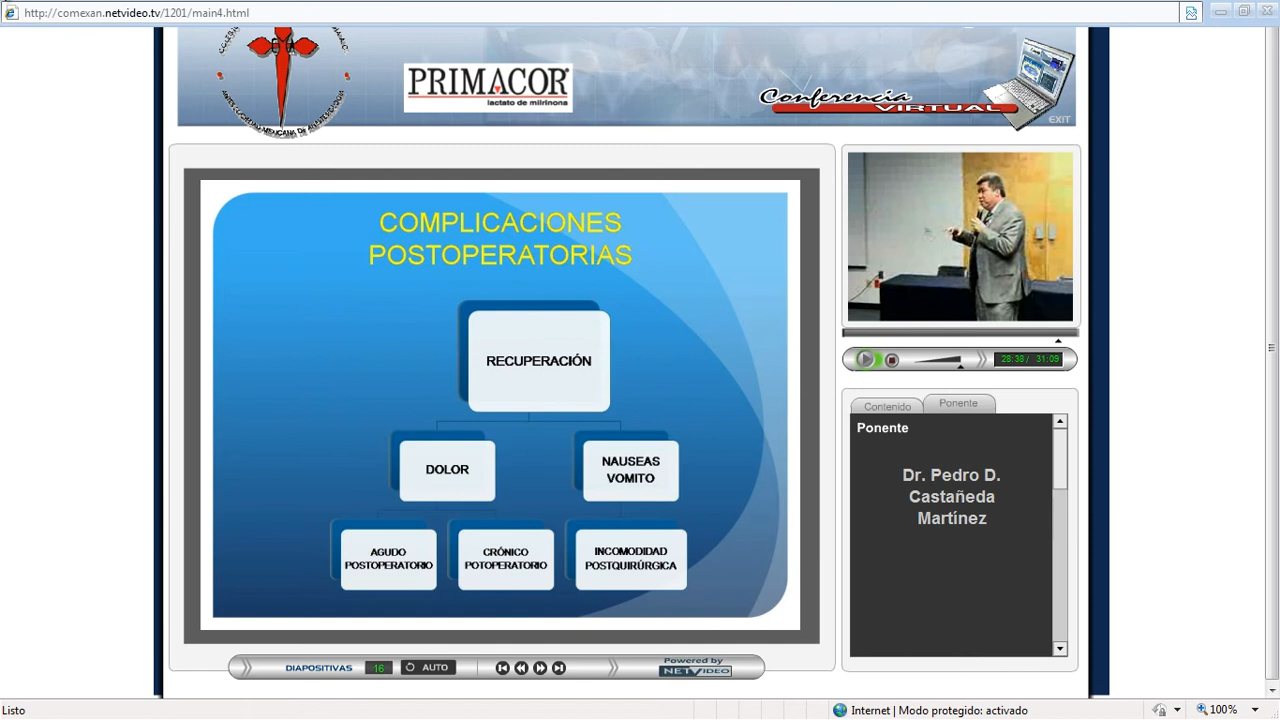 http://comexan.netvideo.tv/1201/main4.html
PRIMACOR
lactato de milrinona
Conferencia
VIRTUAL
EXIT
COMPLICACIONES
POSTOPERATORIAS
RECUPERACIÓN
DOLOR
NAUSEAS
VOMITO
AGUDO
POSTOPERATORIO
CRÓNICO
POTOPERATORIO
INCOMODIDAD
POSTQUIRÚRGICA
28:38 / 31:09
Contenido
Ponente
Ponente
Dr. Pedro D.
Castañeda
Martínez
DIAPOSITIVAS 16 AUTO
Powered by
NETVIDEO
Listo
Internet | Modo protegido: activado
100%